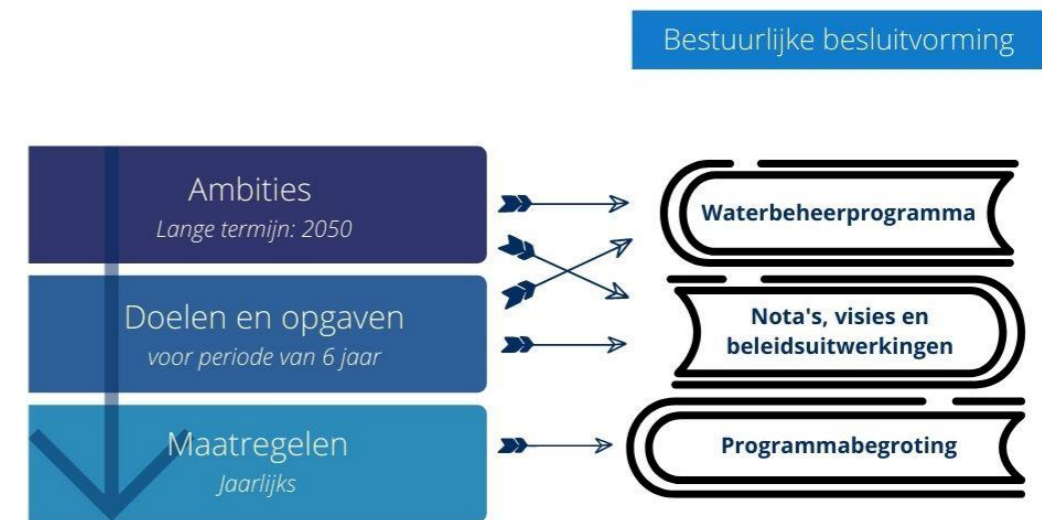 Bestuurlijke besluitvorming
Ambities
Lange termijn: 2050
Waterbeheerprogramma
Doelen en opgaven
voor periode van 6 jaar
Nota's, visies en
beleidsuitwerkingen
Maatregelen
Jaarlijks
Programmabegroting